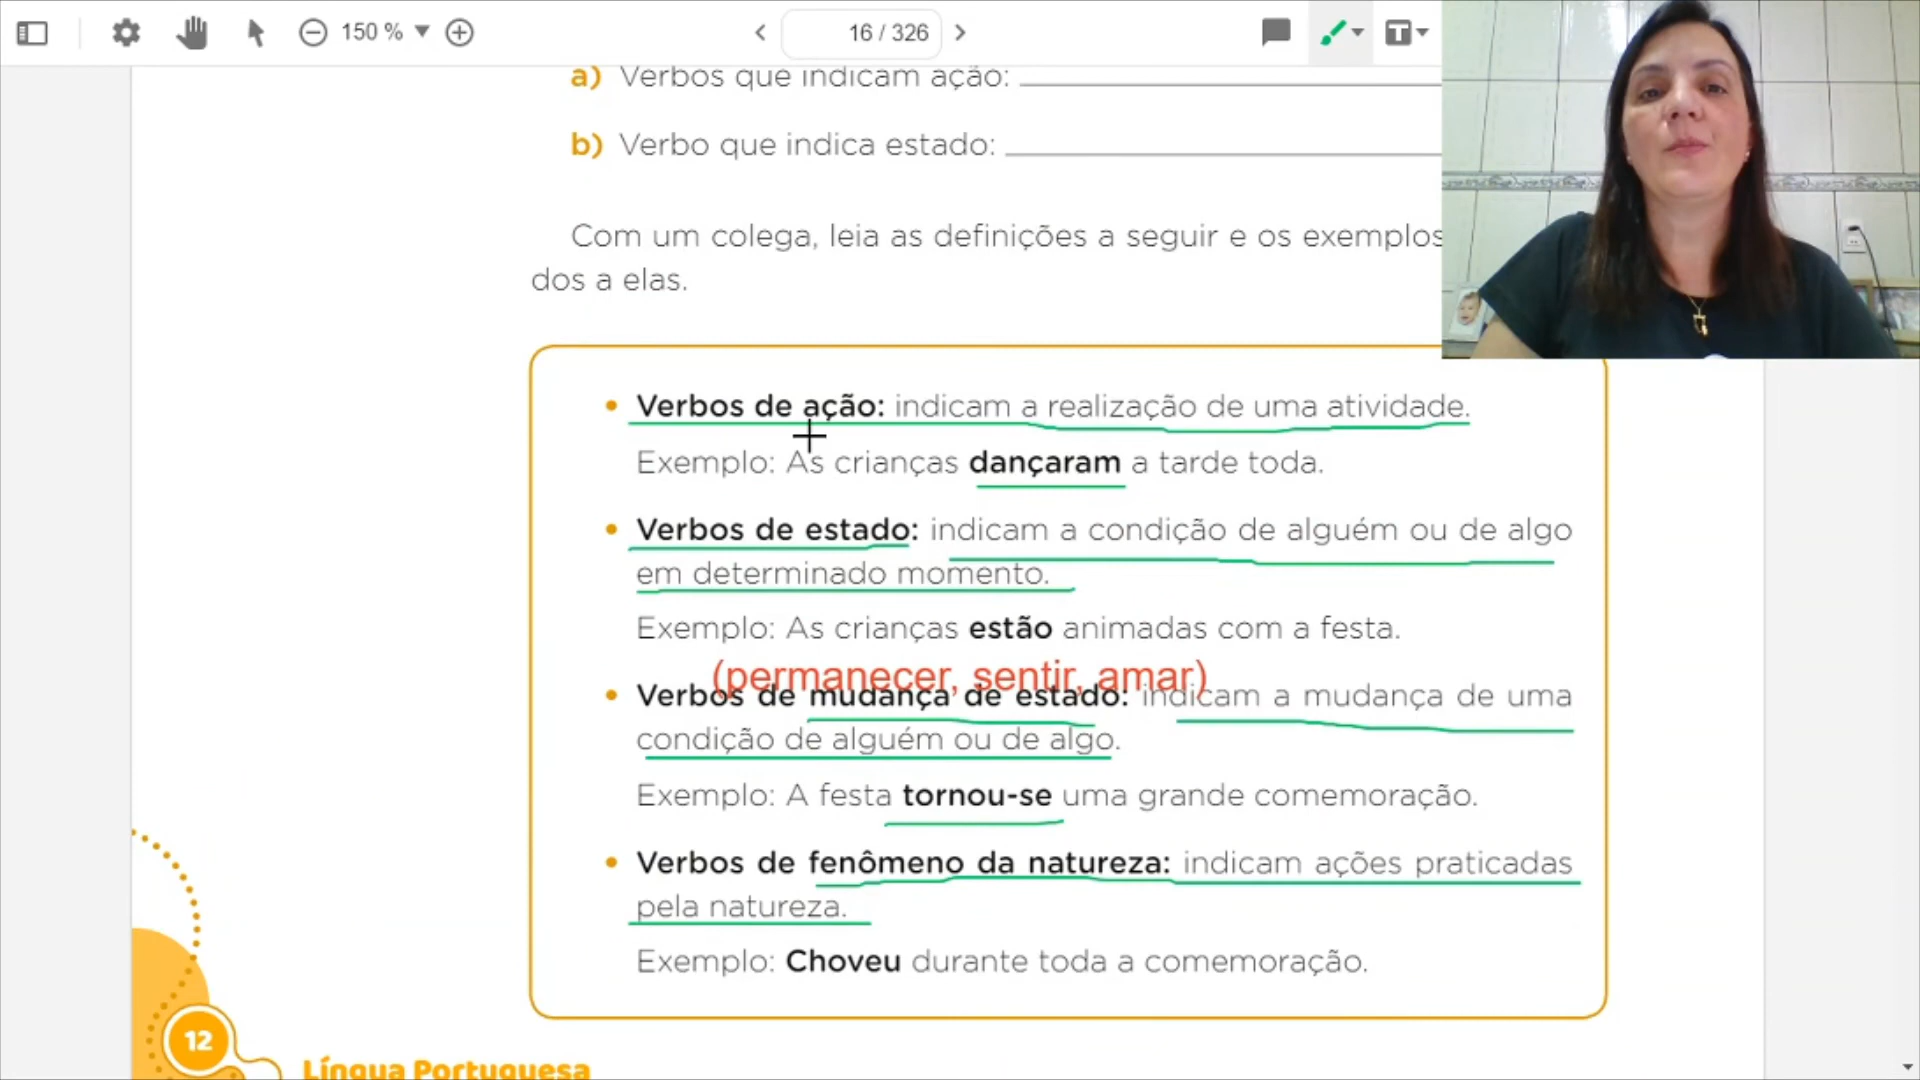 150 %
16 / 326
a) Verbos que indicam ação:
b) Verbo que indica estado:
Com um colega, leia as definições a seguir e os exemplos
dos a elas.
• Verbos de ação: indicam a realização de uma atividade.
Exemplo: As crianças dançaram a tarde toda.
• Verbos de estado: indicam a condição de alguém ou de algo
em determinado momento.
Exemplo: As crianças estão animadas com a festa.
(permanecer, sentir, amar)
• Verbos de mudança de estado: indicam a mudança de uma
condição de alguém ou de algo.
Exemplo: A festa tornou-se uma grande comemoração.
• Verbos de fenômeno da natureza: indicam ações praticadas
pela natureza.
Exemplo: Choveu durante toda a comemoração.
12
Língua Portuguesa